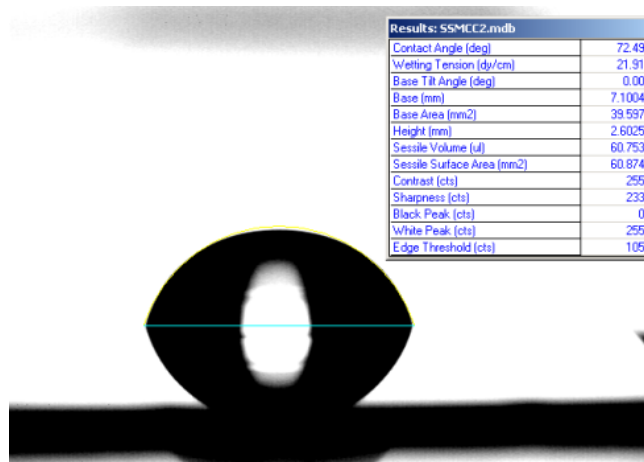 Results: SSMCC2.mdb
Contact Angle (deg) 72.49
Wetting Tension (dy/cm) 21.91
Base Tilt Angle (deg) 0.00
Base (mm) 7.1004
Base Area (mm2) 39.597
Height (mm) 2.6025
Sessile Volume (ul) 60.753
Sessile Surface Area (mm2) 60.874
Contrast (cts) 255
Sharpness (cts) 233
Black Peak (cts) 0
White Peak (cts) 255
Edge Threshold (cts) 105